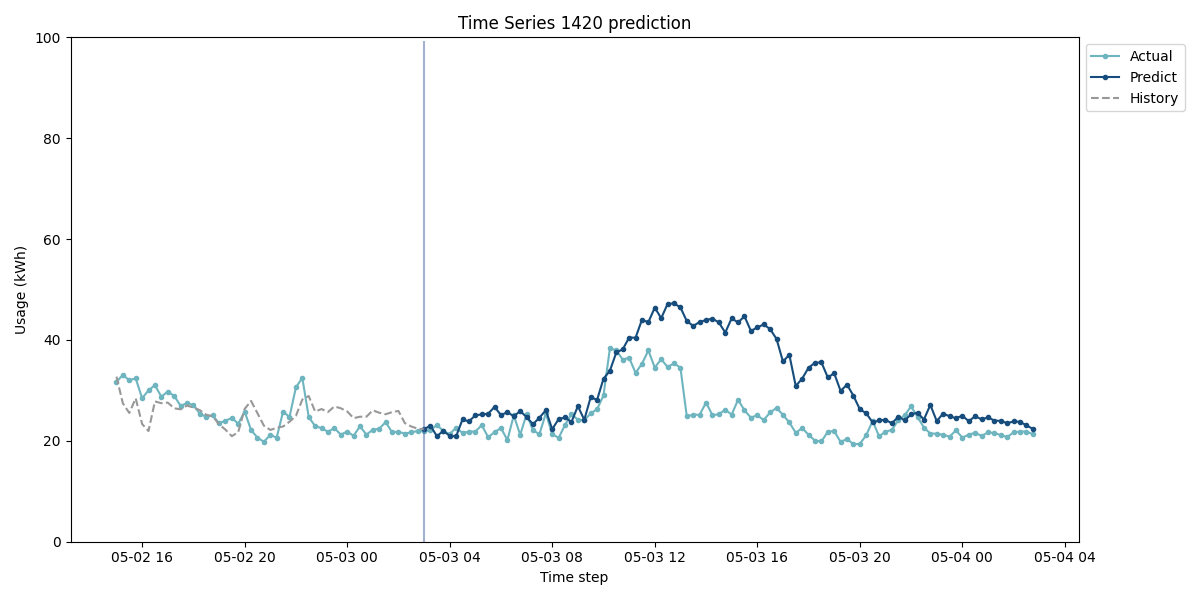 Time Series 1420 prediction
100
80
60
40
20
0
Usage (kWh)
05-02 16
05-02 20
05-03 00
05-03 04
05-03 08
05-03 12
05-03 16
05-03 20
05-04 00
05-04 04
Time step
Actual
Predict
History